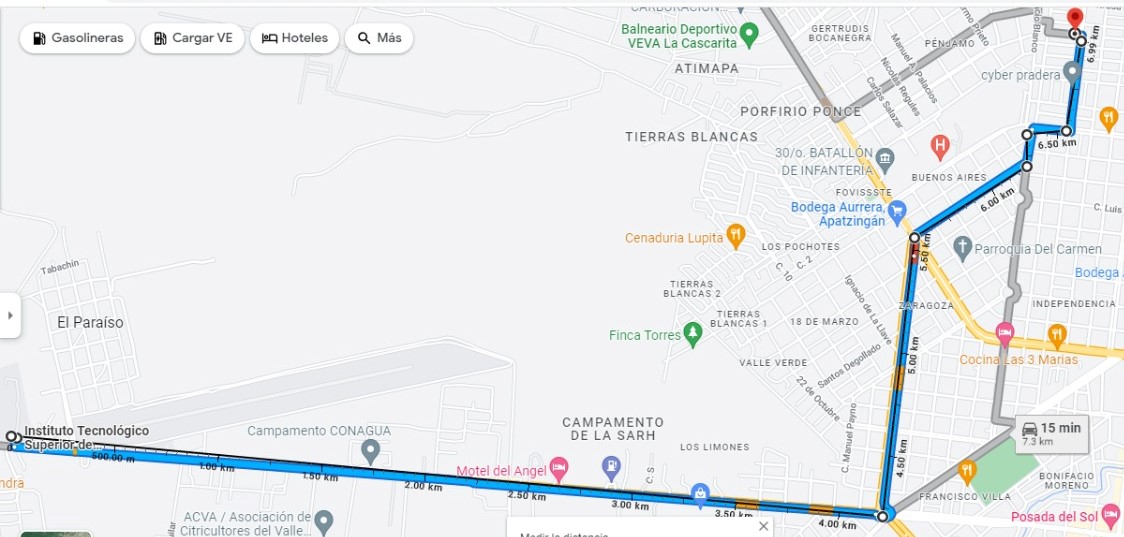 Gasolineras
Cargar VE
Hoteles
Más
Balneario Deportivo
VEVA La Cascarita
ATIMAPA
GERTRUDIS
BOCANEGRA
PÉNJAMO
Manuel A. Palacios
Nicolás Regules
Carlos Salazar
6.99 km
cyber pradera
PORFIRIO PONCE
TIERRAS BLANCAS
6.50 km
30/o. BATALLÓN
DE INFANTERÍA
BUENOS AIRES
FOVISSSTE
6.00 km
C. Luis
Bodega Aurrera,
Apatzingán
Cenaduria Lupita
LOS POCHOTES
C. 2
C. 10
5.50 km
Parroquia Del Carmen
Tabachin
Bodega
TIERRAS
BLANCAS 2
Ignacio de La Llave
ZARAGOZA
INDEPENDENCIA
El Paraíso
TIERRAS
BLANCAS 1
18 DE MARZO
Finca Torres
5.00 km
Santos Degollado
VALLE VERDE
Cocina Las 3 Marias
22 de Octubre
C. Manuel Payno
Instituto Tecnológico
Superior de...
Campamento CONAGUA
CAMPAMENTO
DE LA SARH
LOS LIMONES
15 min
7.3 km
500.00 m
1.00 km
1.50 km
2.00 km
2.50 km
3.00 km
3.50 km
4.00 km
4.50 km
Motel del Angel
C. S
BONIFACIO
MORENO
FRANCISCO VILLA
ndra
ACVA / Asociación de
Citricultores del Valle...
Posada del Sol
Medir la distancia